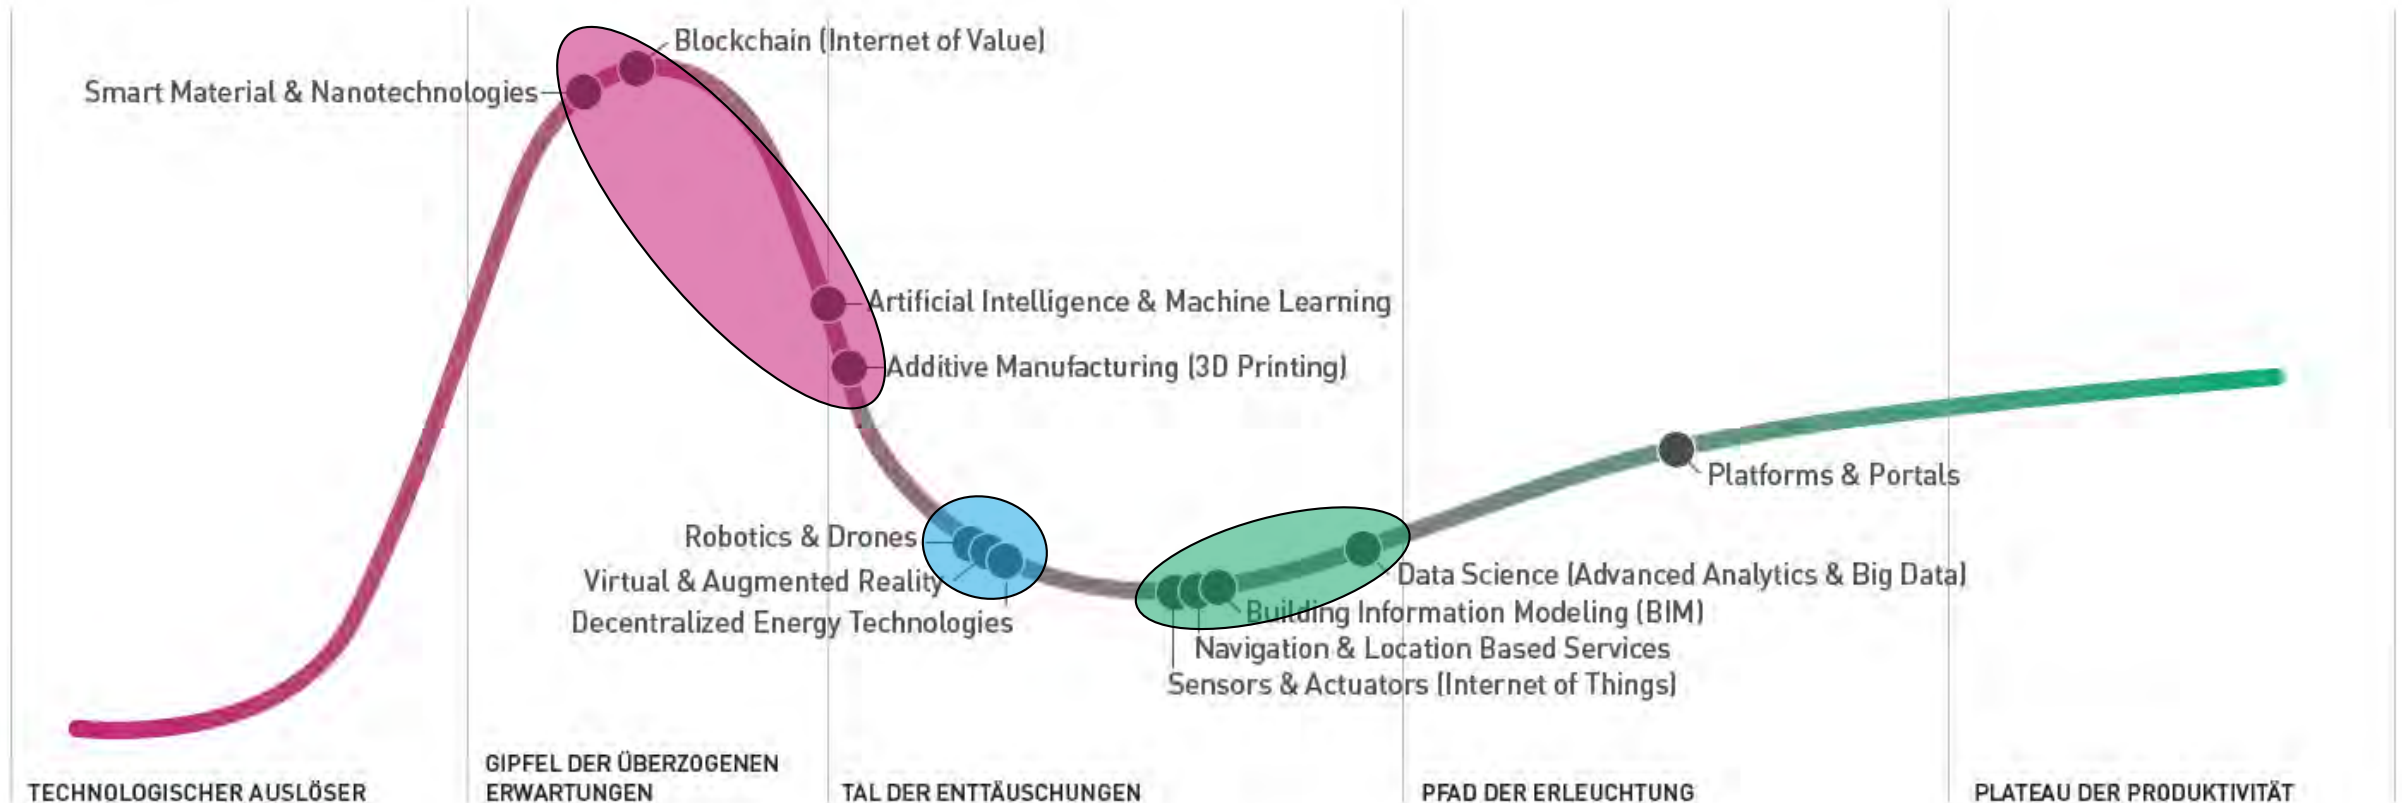 Blockchain (Internet of Value)
Smart Material & Nanotechnologies
Artificial Intelligence & Machine Learning
Additive Manufacturing (3D Printing)
Platforms & Portals
Robotics & Drones
Virtual & Augmented Reality
Decentralized Energy Technologies
Data Science (Advanced Analytics & Big Data)
Building Information Modeling (BIM)
Navigation & Location Based Services
Sensors & Actuators (Internet of Things)
TECHNOLOGISCHER AUSLÖSER
GIPFEL DER ÜBERZOGENEN
ERWARTUNGEN
TAL DER ENTTÄUSCHUNGEN
PFAD DER ERLEUCHTUNG
PLATEAU DER PRODUKTIVITÄT